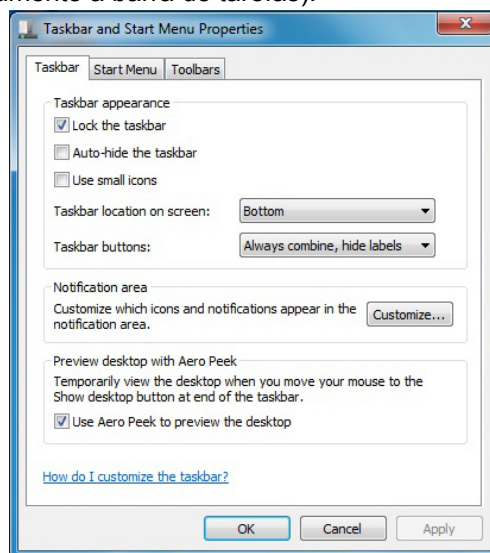 amente a barra de tarefas).
Taskbar and Start Menu Properties
Taskbar Start Menu Toolbars
Taskbar appearance
Lock the taskbar
Auto-hide the taskbar
Use small icons
Taskbar location on screen: Bottom
Taskbar buttons: Always combine, hide labels
Notification area
Customize which icons and notifications appear in the
notification area.
Customize...
Preview desktop with Aero Peek
Temporarily view the desktop when you move your mouse to the
Show desktop button at end of the taskbar.
Use Aero Peek to preview the desktop
How do I customize the taskbar?
OK Cancel Apply